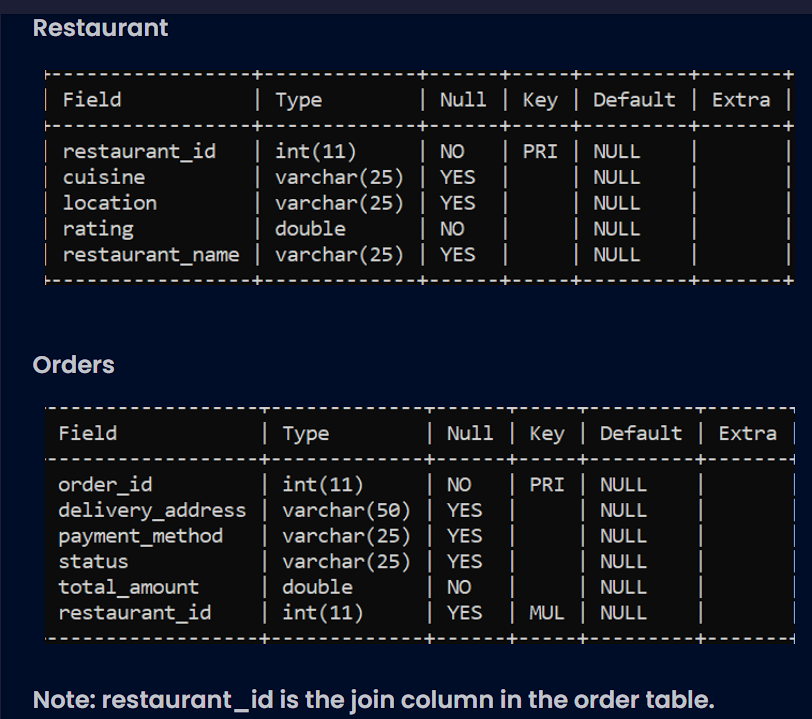 Restaurant
+------------------+-------------+------+-----+---------+-------+
| Field | Type | Null | Key | Default | Extra |
+------------------+-------------+------+-----+---------+-------+
| restaurant_id | int(11) | NO | PRI | NULL | |
| cuisine | varchar(25) | YES | | NULL | |
| location | varchar(25) | YES | | NULL | |
| rating | double | NO | | NULL | |
| restaurant_name | varchar(25) | YES | | NULL | |
+------------------+-------------+------+-----+---------+-------+
Orders
------------------+-------------+------+-----+---------+-------+
Field | Type | Null | Key | Default | Extra |
------------------+-------------+------+-----+---------+-------+
order_id | int(11) | NO | PRI | NULL | |
delivery_address | varchar(50) | YES | | NULL | |
payment_method | varchar(25) | YES | | NULL | |
status | varchar(25) | YES | | NULL | |
total_amount | double | NO | | NULL | |
restaurant_id | int(11) | YES | MUL | NULL | |
------------------+-------------+------+-----+---------+-------+
Note: restaurant_id is the join column in the order table.